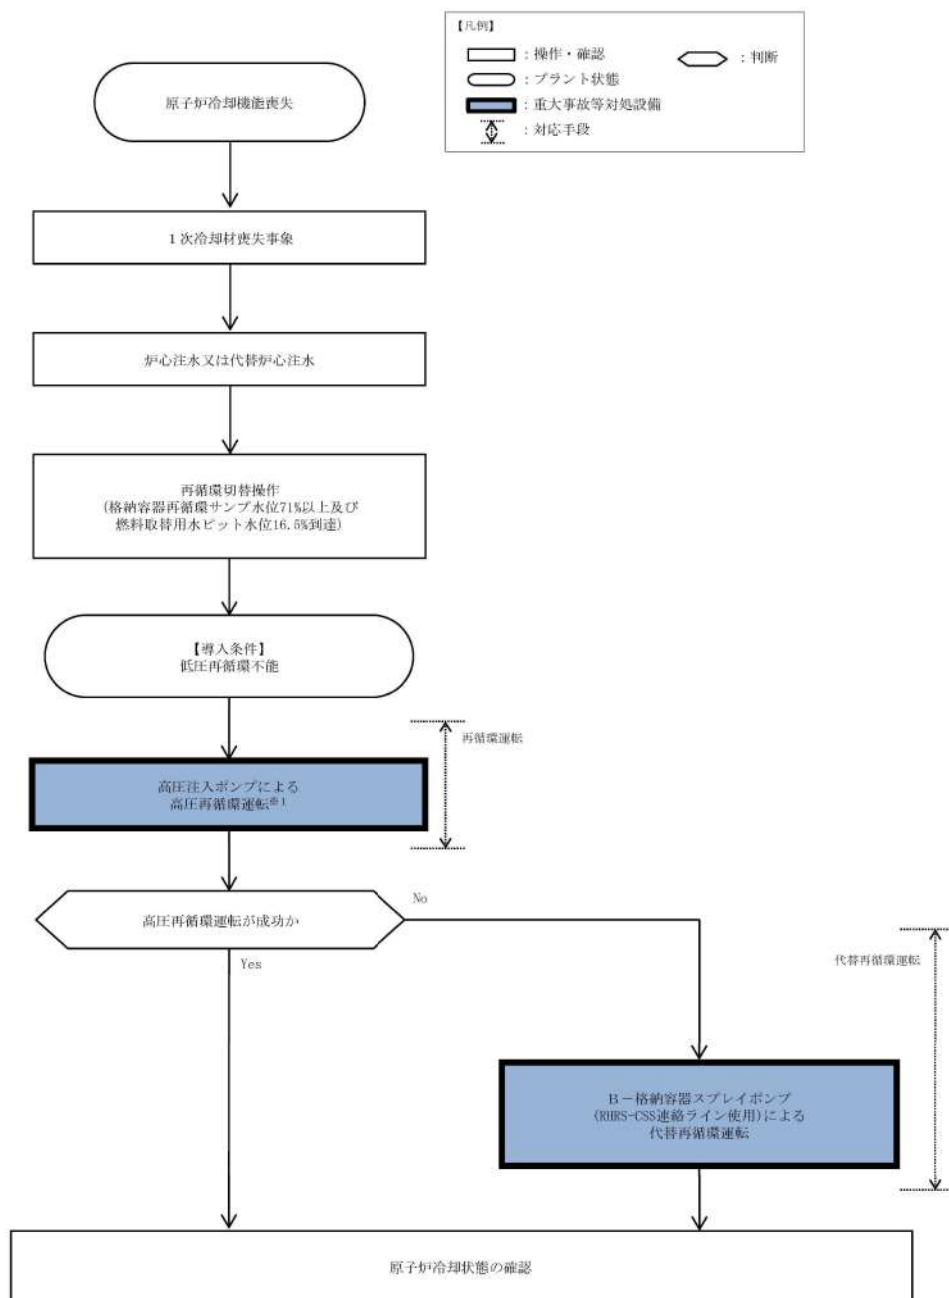 【凡例】
：操作・確認
：判断
：プラント状態
：重大事故等対処設備
：対応手段
原子炉冷却機能喪失
１次冷却材喪失事象
炉心注水又は代替炉心注水
再循環切替操作
(格納容器再循環サンプ水位71%以上及び
燃料取替用水ピット水位16.5%到達)
【導入条件】
低圧再循環不能
再循環運転
高圧注入ポンプによる
高圧再循環運転※１
高圧再循環運転が成功か
No
Yes
代替再循環運転
Ｂ－格納容器スプレイポンプ
(RHRS-CSS連絡ライン使用)による
代替再循環運転
原子炉冷却状態の確認